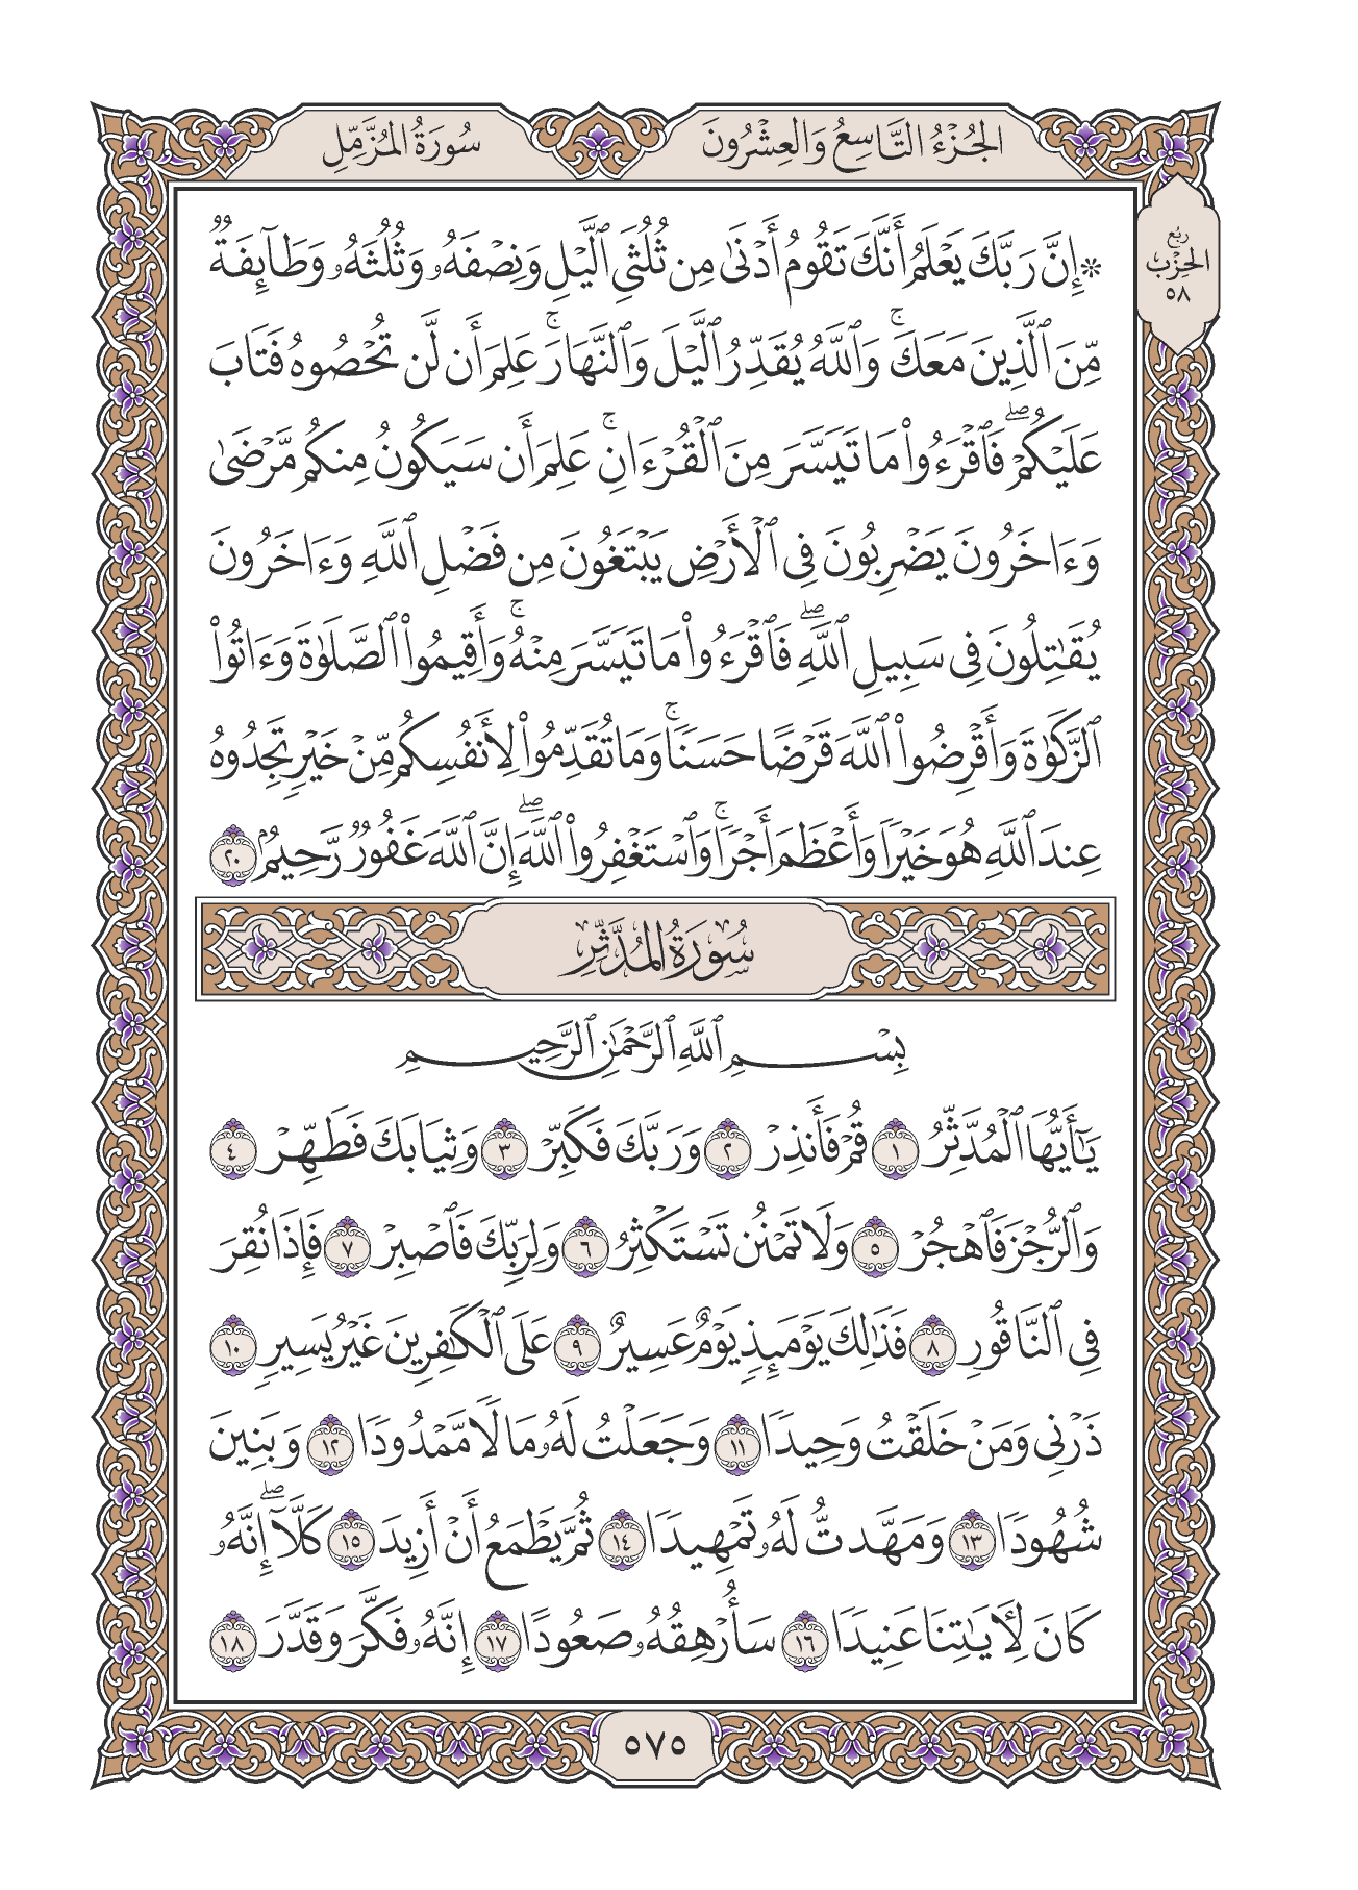 الجُزْءُ التَّاسِعُ وَالعِشْرُونَ
سُورَةُ المُزَّمِّلِ
ربع
الحِزْب
٥٨
۞إِنَّ رَبَّكَ يَعْلَمُ أَنَّكَ تَقُومُ أَدْنَىٰ مِن ثُلُثَيِ ٱلَّيْلِ وَنِصْفَهُۥ وَثُلُثَهُۥ وَطَآئِفَةٌ
مِّنَ ٱلَّذِينَ مَعَكَۚ وَٱللَّهُ يُقَدِّرُ ٱلَّيْلَ وَٱلنَّهَارَۚ عَلِمَ أَن لَّن تُحْصُوهُ فَتَابَ
عَلَيْكُمْۖ فَٱقْرَءُوا۟ مَا تَيَسَّرَ مِنَ ٱلْقُرْءَانِۚ عَلِمَ أَن سَيَكُونُ مِنكُم مَّرْضَىٰ
وَءَاخَرُونَ يَضْرِبُونَ فِى ٱلْأَرْضِ يَبْتَغُونَ مِن فَضْلِ ٱللَّهِ وَءَاخَرُونَ
يُقَٰتِلُونَ فِى سَبِيلِ ٱللَّهِۖ فَٱقْرَءُوا۟ مَا تَيَسَّرَ مِنْهُۚ وَأَقِيمُوا۟ ٱلصَّلَوٰةَ وَءَاتُوا۟
ٱلزَّكَوٰةَ وَأَقْرِضُوا۟ ٱللَّهَ قَرْضًا حَسَنًاۚ وَمَا تُقَدِّمُوا۟ لِأَنفُسِكُم مِّنْ خَيْرٍ تَجِدُوهُ
عِندَ ٱللَّهِ هُوَ خَيْرًا وَأَعْظَمَ أَجْرًاۚ وَٱسْتَغْفِرُوا۟ ٱللَّهَۖ إِنَّ ٱللَّهَ غَفُورٌ رَّحِيمٌۢ ٢٠
سُورَةُ المُدَّثِّر
بِسْمِ ٱللَّهِ ٱلرَّحْمَٰنِ ٱلرَّحِيمِ
يَٰٓأَيُّهَا ٱلْمُدَّثِّرُ ١ قُمْ فَأَنذِرْ ٢ وَرَبَّكَ فَكَبِّرْ ٣ وَثِيَابَكَ فَطَهِّرْ ٤
وَٱلرُّجْزَ فَٱهْجُرْ ٥ وَلَا تَمْنُن تَسْتَكْثِرُ ٦ وَلِرَبِّكَ فَٱصْبِرْ ٧ فَإِذَا نُقِرَ
فِى ٱلنَّاقُورِ ٨ فَذَٰلِكَ يَوْمَئِذٍ يَوْمٌ عَسِيرٌ ٩ عَلَى ٱلْكَٰفِرِينَ غَيْرُ يَسِيرٍ ١٠
ذَرْنِى وَمَنْ خَلَقْتُ وَحِيدًا ١١ وَجَعَلْتُ لَهُۥ مَالًا مَّمْدُودًا ١٢ وَبَنِينَ
شُهُودًا ١٣ وَمَهَّدتُّ لَهُۥ تَمْهِيدًا ١٤ ثُمَّ يَطْمَعُ أَنْ أَزِيدَ ١٥ كَلَّآۖ إِنَّهُۥ
كَانَ لِءَايَٰتِنَا عَنِيدًا ١٦ سَأُرْهِقُهُۥ صَعُودًا ١٧ إِنَّهُۥ فَكَّرَ وَقَدَّرَ ١٨
٥٧٥